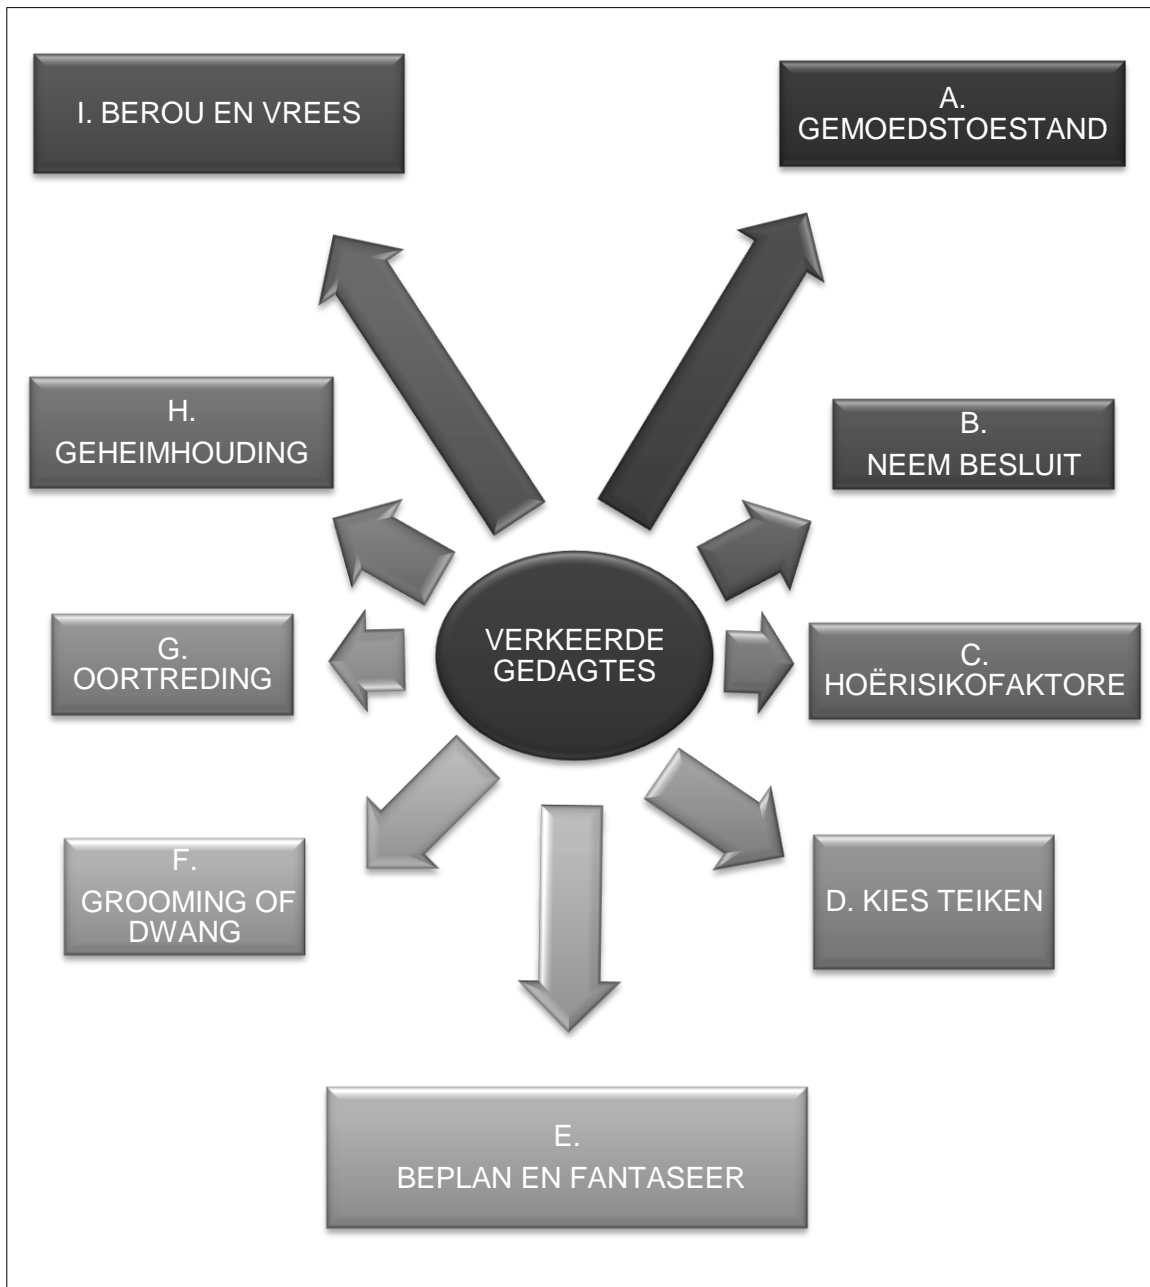 I. BEROU EN VREES
A.
GEMOEDSTOESTAND
H.
GEHEIMHOUDING
B.
NEEM BESLUIT
VERKEERDE
GEDAGTES
G.
OORTREDING
C.
HOËRISIKOFAKTORE
F.
GROOMING OF
DWANG
D. KIES TEIKEN
E.
BEPLAN EN FANTASEER